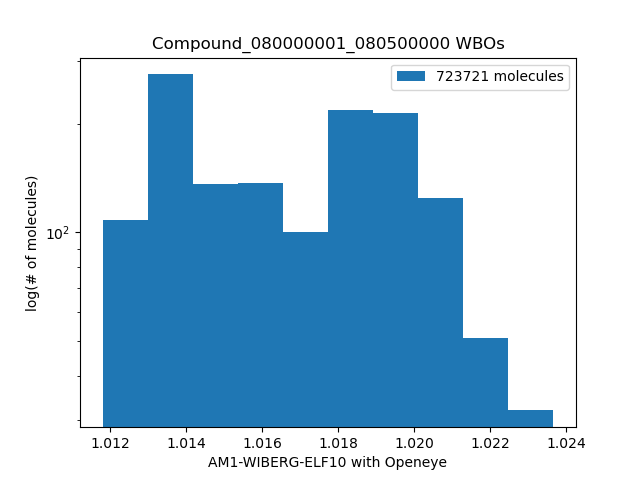 Compound_080000001_080500000 WBOs
723721 molecules
log(# of molecules)
10²
1.012 1.014 1.016 1.018 1.020 1.022 1.024
AM1-WIBERG-ELF10 with Openeye